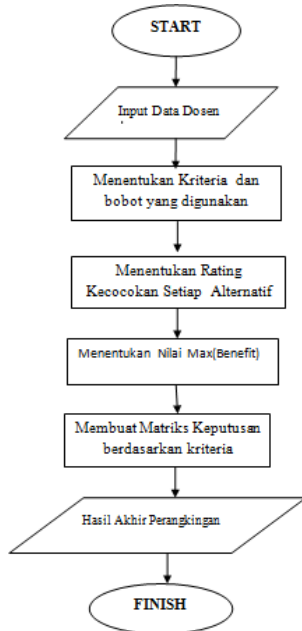 START
Input Data Dosen
Menentukan Kriteria dan
bobot yang digunakan
Menentukan Rating
Kecocokan Setiap Alternatif
Menentukan Nilai Max(Benefit)
Membuat Matriks Keputusan
berdasarkan kriteria
Hasil Akhir Perangkingan
FINISH